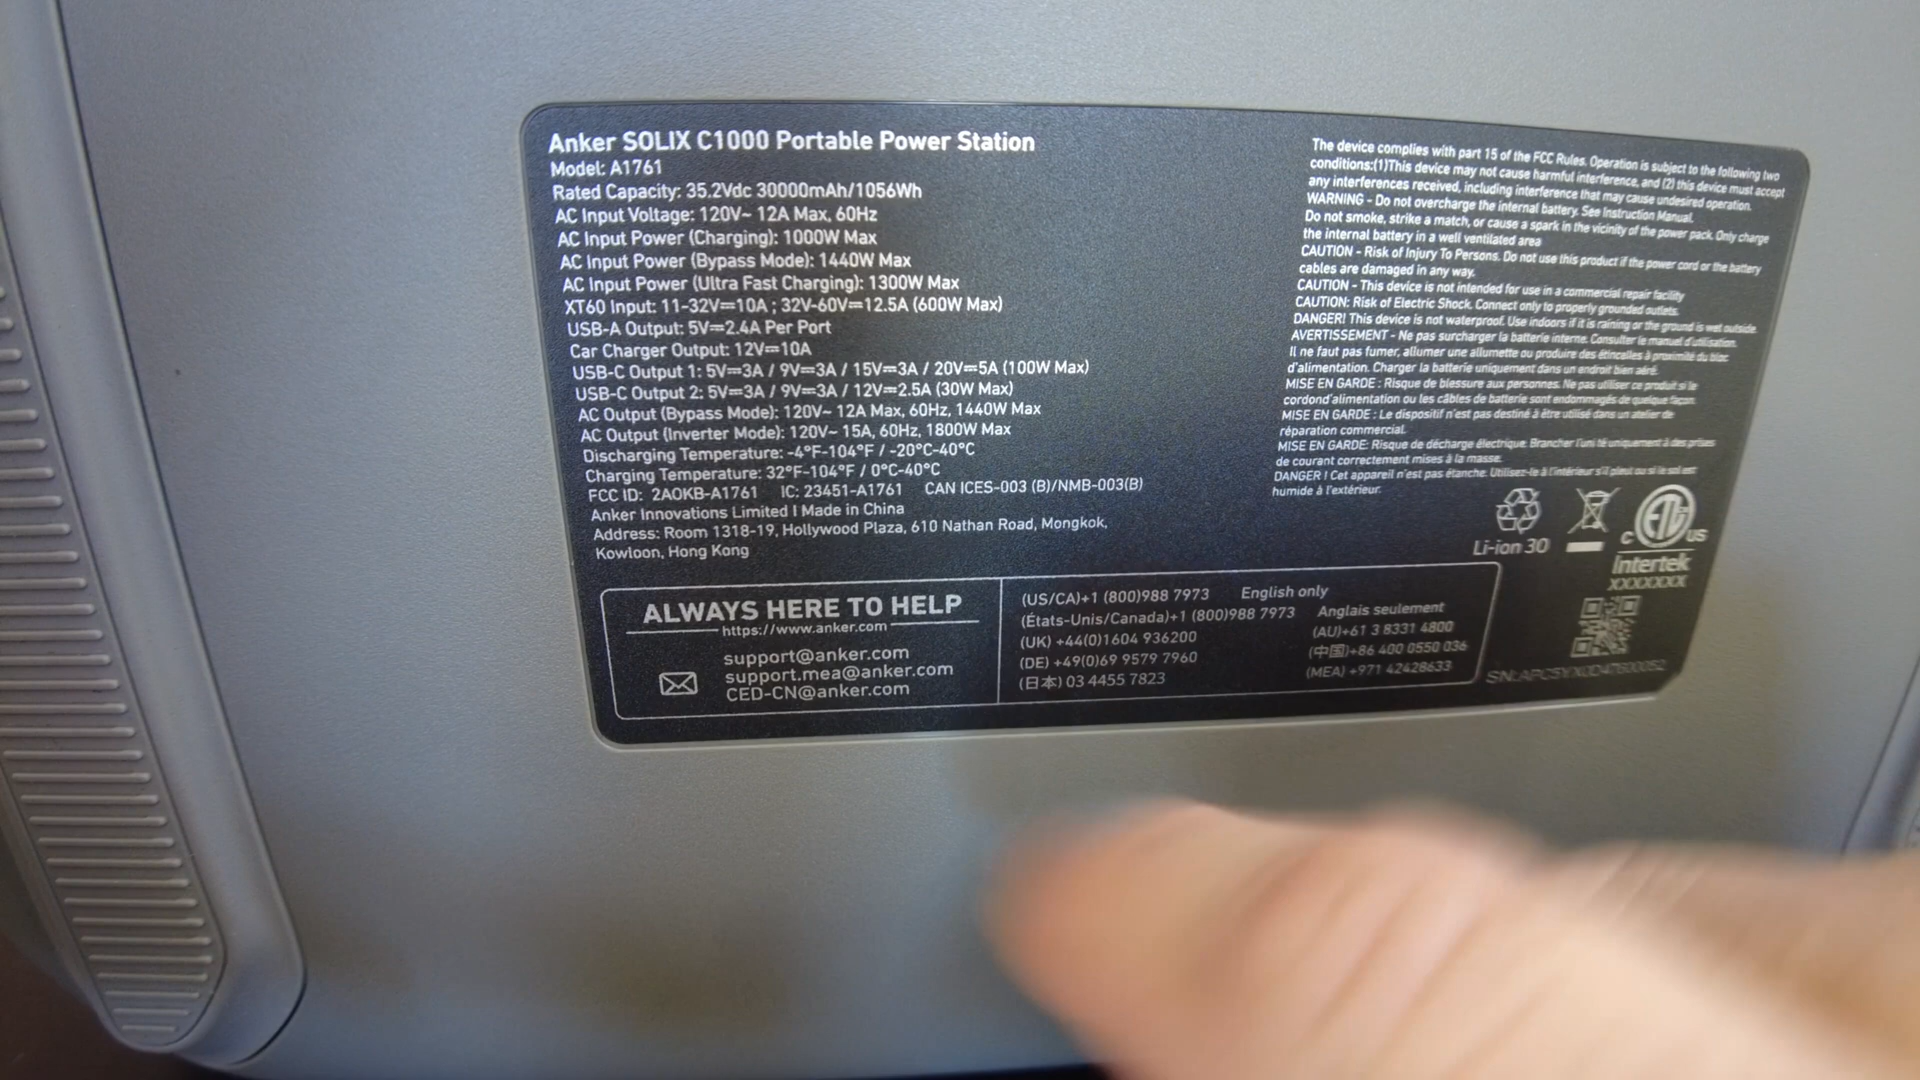 Anker SOLIX C1000 Portable Power Station
Model: A1761
Rated Capacity: 35.2Vdc 30000mAh/1056Wh
AC Input Voltage: 120V~ 12A Max, 60Hz
AC Input Power (Charging): 1000W Max
AC Input Power (Bypass Mode): 1440W Max
AC Input Power (Ultra Fast Charging): 1300W Max
XT60 Input: 11-32V⎓10A ; 32V-60V⎓12.5A (600W Max)
USB-A Output: 5V⎓2.4A Per Port
Car Charger Output: 12V⎓10A
USB-C Output 1: 5V⎓3A / 9V⎓3A / 15V⎓3A / 20V⎓5A (100W Max)
USB-C Output 2: 5V⎓3A / 9V⎓3A / 12V⎓2.5A (30W Max)
AC Output (Bypass Mode): 120V~ 12A Max, 60Hz, 1440W Max
AC Output (Inverter Mode): 120V~ 15A, 60Hz, 1800W Max
Discharging Temperature: -4°F-104°F / -20°C-40°C
Charging Temperature: 32°F-104°F / 0°C-40°C
FCC ID: 2AOKB-A1761 IC: 23451-A1761 CAN ICES-003 (B)/NMB-003(B)
Anker Innovations Limited I Made in China
Address: Room 1318-19, Hollywood Plaza, 610 Nathan Road, Mongkok,
Kowloon, Hong Kong
The device complies with part 15 of the FCC Rules. Operation is subject to the following two
conditions:(1)This device may not cause harmful interference, and (2) this device must accept
any interferences received, including interference that may cause undesired operation.
WARNING - Do not overcharge the internal battery. See Instruction Manual.
Do not smoke, strike a match, or cause a spark in the vicinity of the power pack. Only charge
the internal battery in a well ventilated area
CAUTION - Risk of Injury To Persons. Do not use this product if the power cord or the battery
cables are damaged in any way.
CAUTION - This device is not intended for use in a commercial repair facility
CAUTION: Risk of Electric Shock. Connect only to properly grounded outlets.
DANGER! This device is not waterproof. Use indoors if it is raining or the ground is wet outside.
AVERTISSEMENT - Ne pas surcharger la batterie interne. Consulter le manuel d'utilisation.
Il ne faut pas fumer, allumer une allumette ou produire des étincelles à proximité du bloc
d'alimentation. Charger la batterie uniquement dans un endroit bien aéré.
MISE EN GARDE : Risque de blessure aux personnes. Ne pas utiliser ce produit si le
cordond'alimentation ou les câbles de batterie sont endommagés de quelque façon.
MISE EN GARDE : Le dispositif n'est pas destiné à être utilisé dans un atelier de
réparation commercial.
MISE EN GARDE: Risque de décharge électrique. Brancher l'uni té uniquement à des prises
de courant correctement mises à la masse.
DANGER ! Cet appareil n'est pas étanche. Utilisez-le à l'intérieur s'il pleut ou si le sol est
humide à l'extérieur.
Li-ion 30
C ETL US
Intertek
XXXXXXXX
ALWAYS HERE TO HELP
https://www.anker.com
support@anker.com
support.mea@anker.com
CED-CN@anker.com
(US/CA)+1 (800)988 7973 English only
(États-Unis/Canada)+1 (800)988 7973 Anglais seulement
(UK) +44(0)1604 936200 (AU)+61 3 8331 4800
(DE) +49(0)69 9579 7960 (中国)+86 400 0550 036
(日本) 03 4455 7823 (MEA) +971 42428633